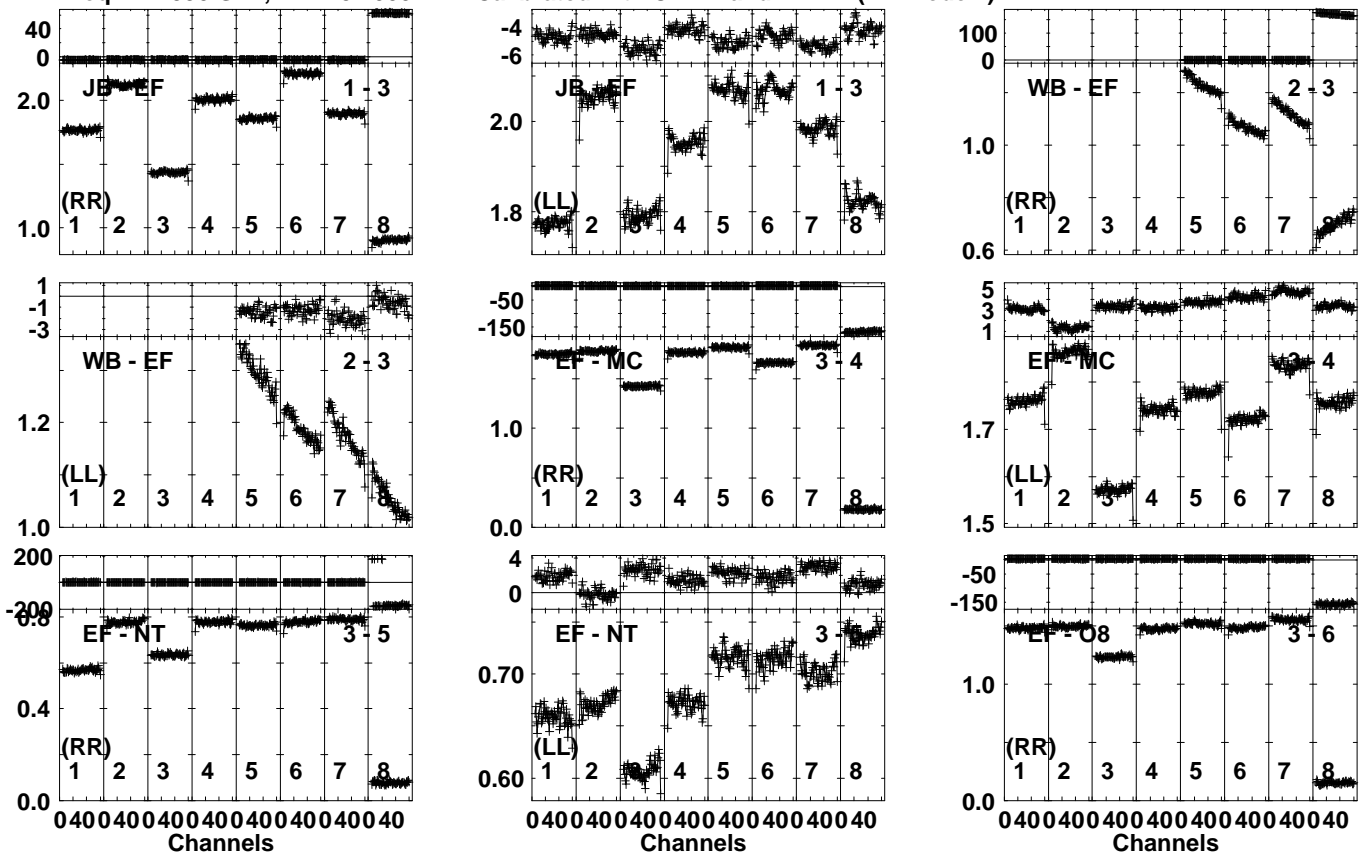 40
0
2.0
1.0
JB - EF 1 - 3
(RR)
1 2 3 4 5 6 7 8
-4
-6
2.0
1.8
JB - EF 1 - 3
(LL)
1 2 3 4 5 6 7 8
100
0
1.0
0.6
WB - EF 2 - 3
(RR)
1 2 3 4 5 6 7 8
1
-1
-3
1.2
1.0
WB - EF 2 - 3
(LL)
1 2 3 4 5 6 7 8
-50
-150
1.0
0.0
EF - MC 3 - 4
(RR)
1 2 3 4 5 6 7 8
5
3
1
1.7
1.5
EF - MC 3 - 4
(LL)
1 2 3 4 5 6 7 8
200
-200
0.8
0.4
0.0
EF - NT 3 - 5
(RR)
1 2 3 4 5 6 7 8
0 40 0 40 0 40 0 40 0 40 0 40 0 40 0 40
Channels
4
0
0.70
0.60
EF - NT 3 - 5
(LL)
1 2 3 4 5 6 7 8
0 40 0 40 0 40 0 40 0 40 0 40 0 40 0 40
Channels
-50
-150
1.0
0.0
EF - O8 3 - 6
(RR)
1 2 3 4 5 6 7 8
0 40 0 40 0 40 0 40 0 40 0 40 0 40 0 40
Channels